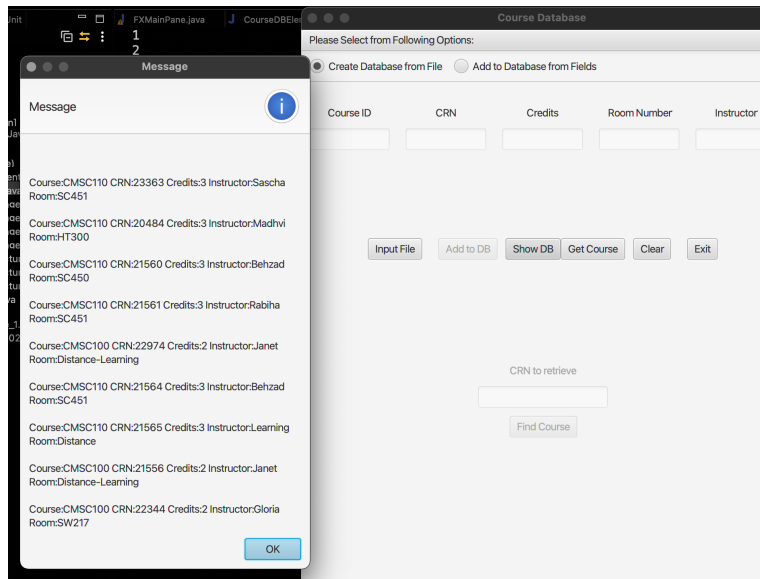 Unit
FXMainPane.java
CourseDBEle
1
2
Course Database
Please Select from Following Options:
Create Database from File
Add to Database from Fields
Course ID
CRN
Credits
Room Number
Instructor
Input File
Add to DB
Show DB
Get Course
Clear
Exit
CRN to retrieve
Find Course
Message
Message
i
Course:CMSC110 CRN:23363 Credits:3 Instructor:Sascha
Room:SC451
Course:CMSC110 CRN:20484 Credits:3 Instructor:Madhvi
Room:HT300
Course:CMSC110 CRN:21560 Credits:3 Instructor:Behzad
Room:SC450
Course:CMSC110 CRN:21561 Credits:3 Instructor:Rabiha
Room:SC451
Course:CMSC100 CRN:22974 Credits:2 Instructor:Janet
Room:Distance-Learning
Course:CMSC110 CRN:21564 Credits:3 Instructor:Behzad
Room:SC451
Course:CMSC110 CRN:21565 Credits:3 Instructor:Learning
Room:Distance
Course:CMSC100 CRN:21556 Credits:2 Instructor:Janet
Room:Distance-Learning
Course:CMSC100 CRN:22344 Credits:2 Instructor:Gloria
Room:SW217
OK